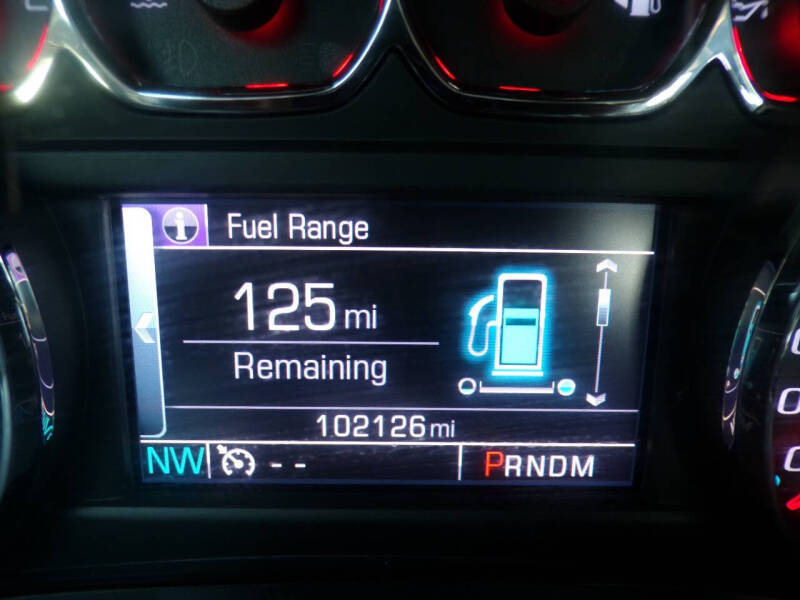 i Fuel Range
125 mi
Remaining
102126 mi
NW -- PRNDM